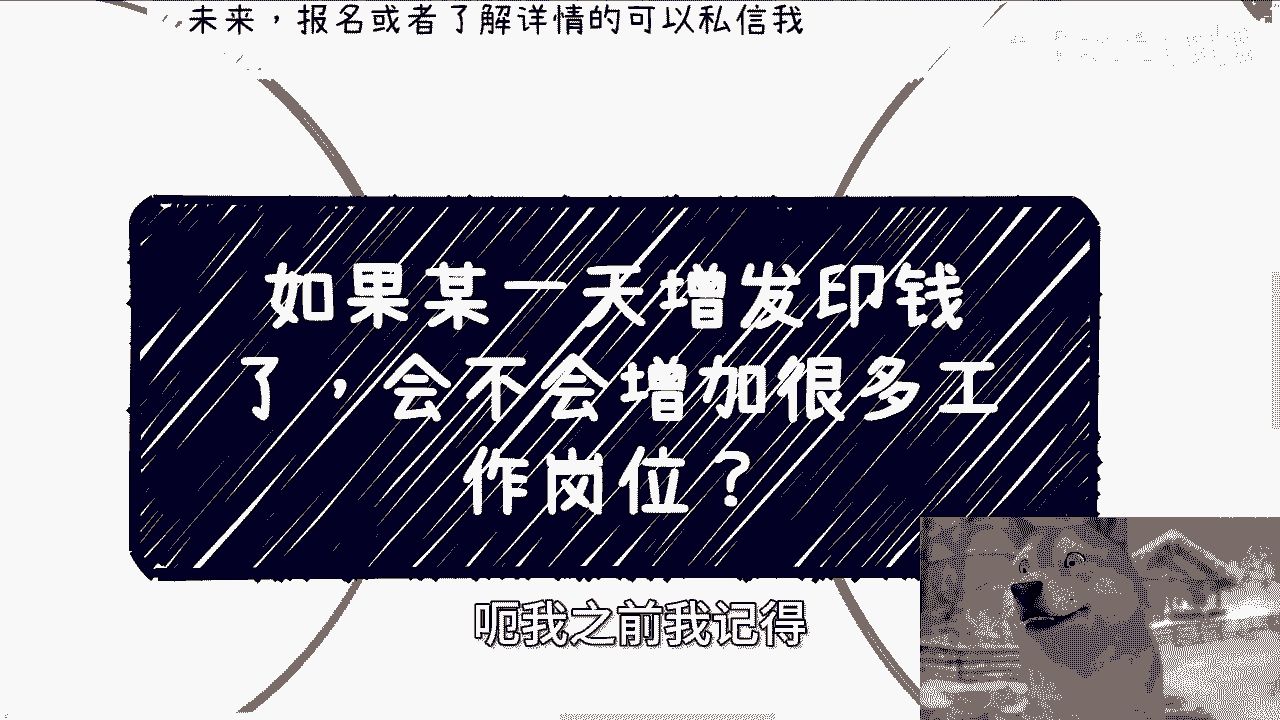 未来，报名或者了解详情的可以私信我
如果某一天增发印钱
了，会不会增加很多工
作岗位？
呃我之前我记得